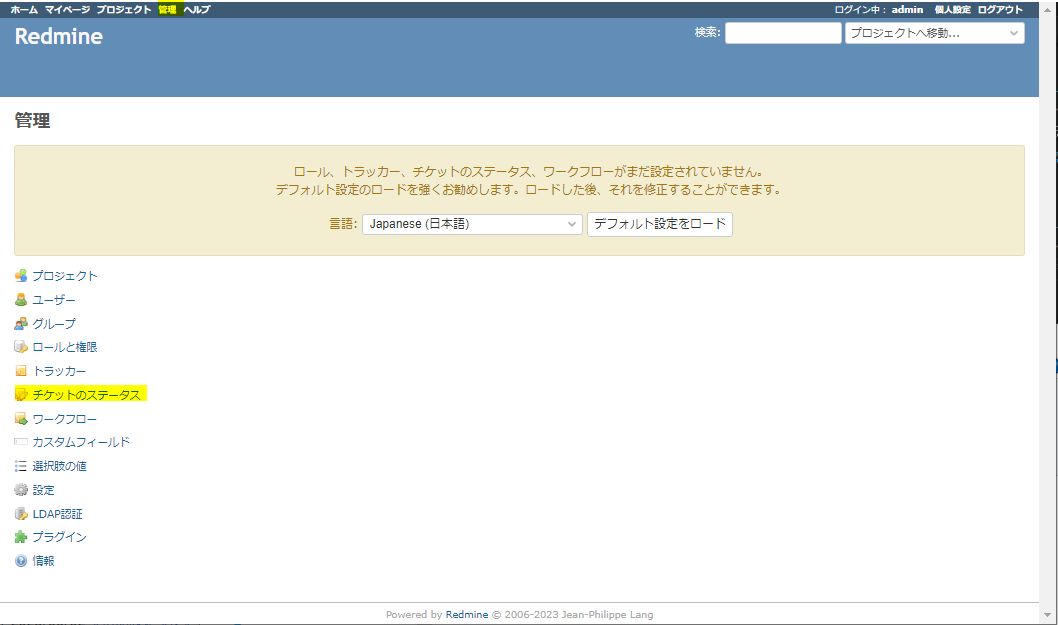 ホーム マイページ プロジェクト 管理 ヘルプ ログイン中： admin 個人設定 ログアウト
Redmine 検索: プロジェクトへ移動...
管理
ロール、トラッカー、チケットのステータス、ワークフローがまだ設定されていません。
デフォルト設定のロードを強くお勧めします。ロードした後、それを修正することができます。
言語: Japanese (日本語) デフォルト設定をロード
プロジェクト
ユーザー
グループ
ロールと権限
トラッカー
チケットのステータス
ワークフロー
カスタムフィールド
選択肢の値
設定
LDAP認証
プラグイン
情報
Powered by Redmine © 2006-2023 Jean-Philippe Lang